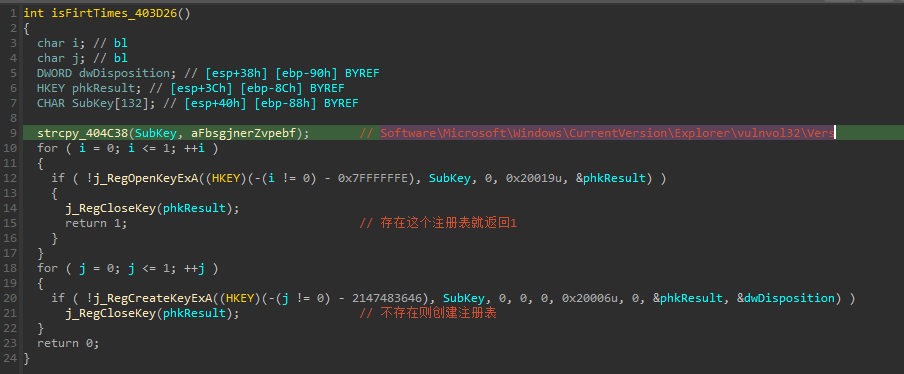 1 int isFirtTimes_403D26()
2 {
3 char i; // bl
4 char j; // bl
5 DWORD dwDisposition; // [esp+38h] [ebp-90h] BYREF
6 HKEY phkResult; // [esp+3Ch] [ebp-8Ch] BYREF
7 CHAR SubKey[132]; // [esp+40h] [ebp-88h] BYREF
8
9 strcpy_404C38(SubKey, aFbsgjnerZvpebf); // Software\Microsoft\Windows\CurrentVersion\Explorer\vulnvol32\Vers
10 for ( i = 0; i <= 1; ++i )
11 {
12 if ( !j_RegOpenKeyExA((HKEY)(-(i != 0) - 0x7FFFFFFE), SubKey, 0, 0x20019u, &phkResult) )
13 {
14 j_RegCloseKey(phkResult);
15 return 1; // 存在这个注册表就返回1
16 }
17 }
18 for ( j = 0; j <= 1; ++j )
19 {
20 if ( !j_RegCreateKeyExA((HKEY)(-(j != 0) - 2147483646), SubKey, 0, 0, 0, 0x20006u, 0, &phkResult, &dwDisposition) )
21 j_RegCloseKey(phkResult); // 不存在则创建注册表
22 }
23 return 0;
24 }